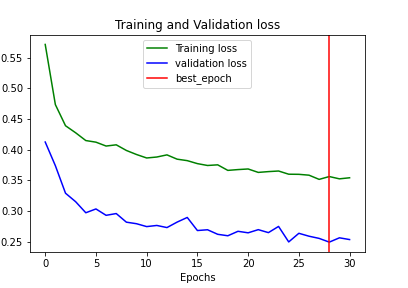 Training and Validation loss
Training loss
validation loss
best_epoch
0.55
0.50
0.45
0.40
0.35
0.30
0.25
0 5 10 15 20 25 30
Epochs